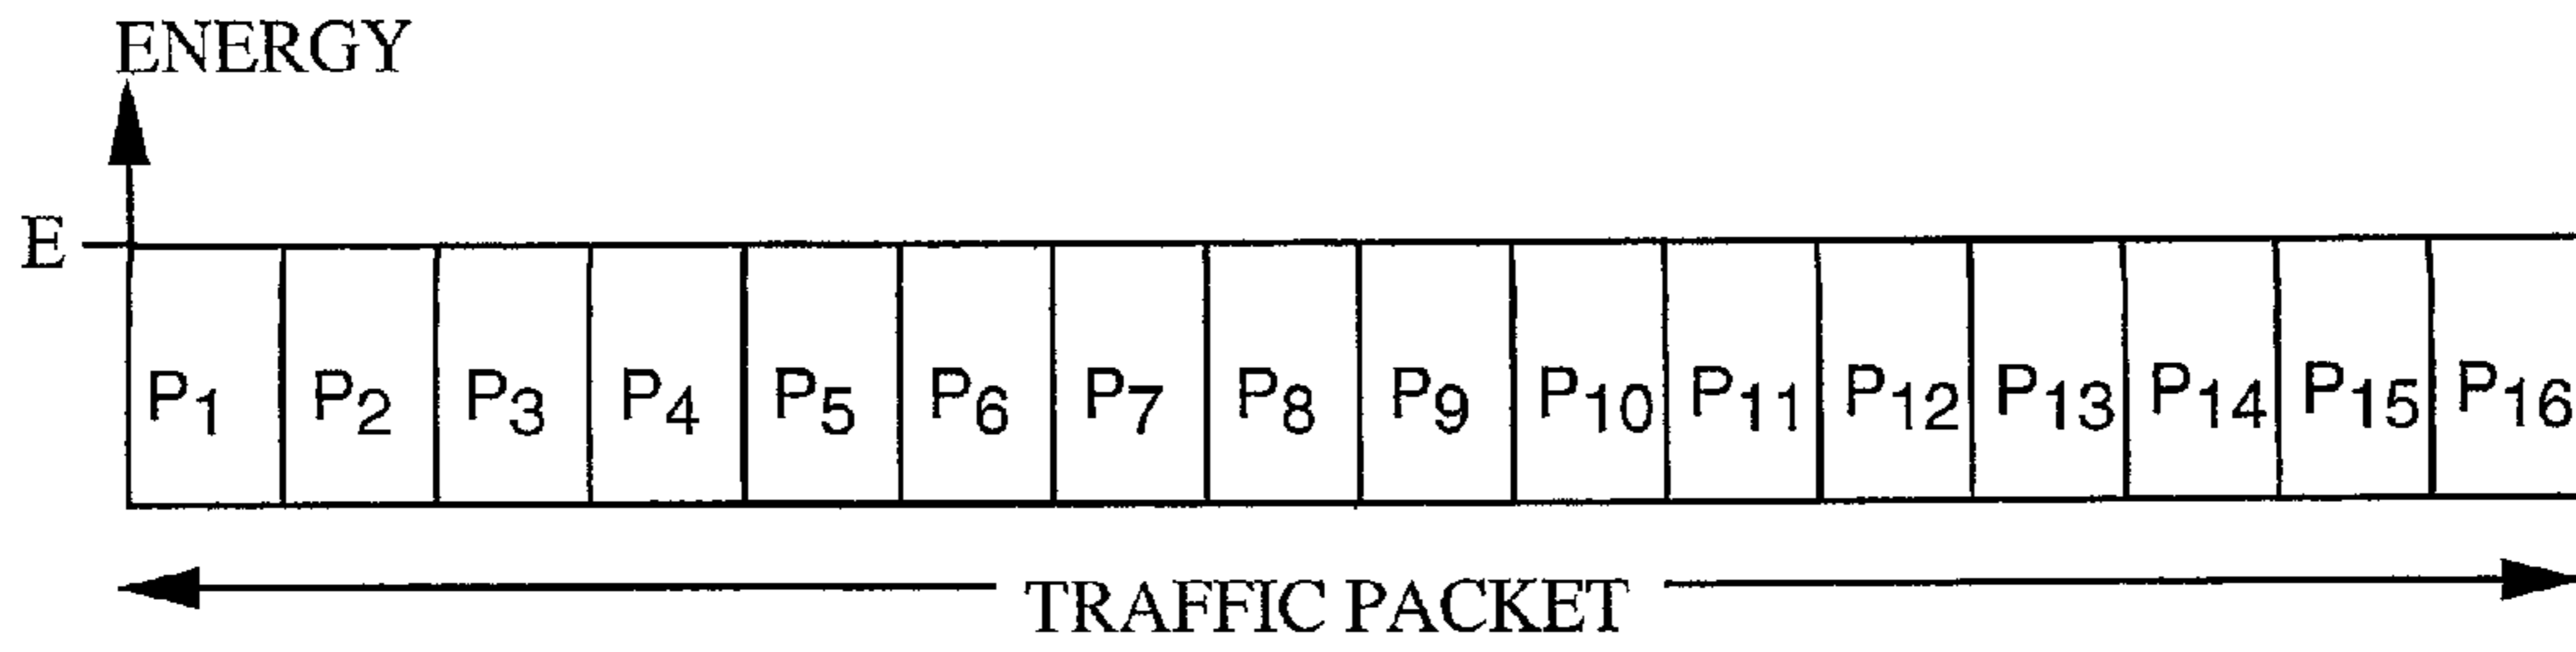 ENERGY
E
P1 P2 P3 P4 P5 P6 P7 P8 P9 P10 P11 P12 P13 P14 P15 P16
TRAFFIC PACKET